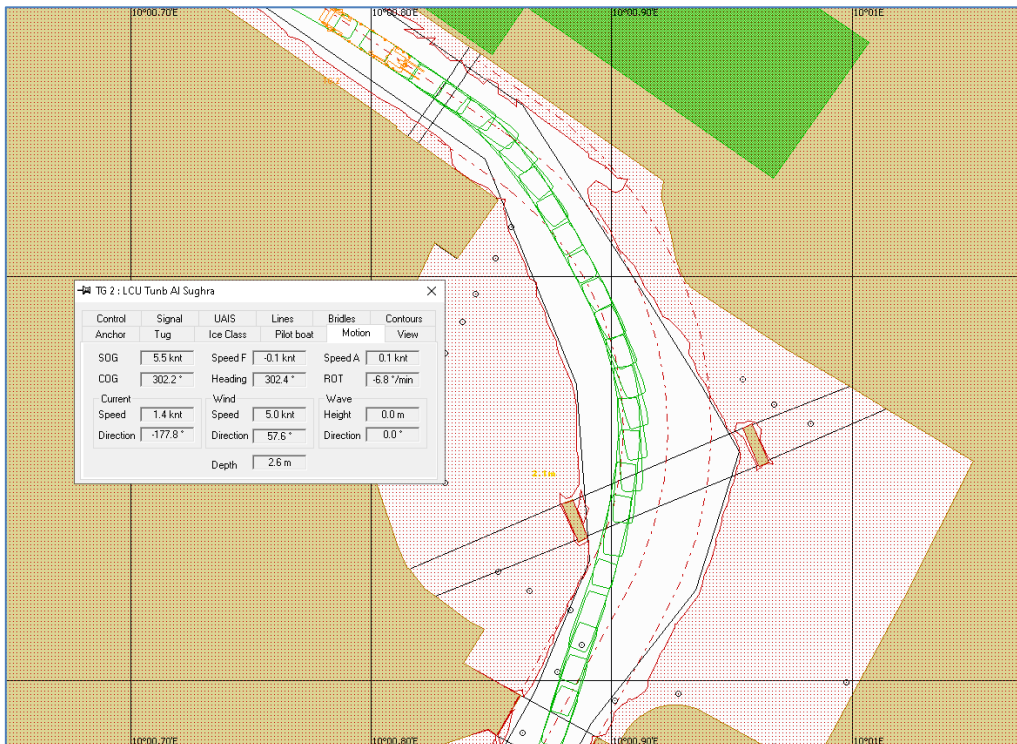 10°00.70'E 10°00.80'E 10°00.90'E 10°01'E
TG 2 : LCU Tunb Al Sughra
Control Signal UAIS Lines Bridles Contours
Anchor Tug Ice Class Pilot boat Motion View
SOG 5.5 knt Speed F -0.1 knt Speed A 0.1 knt
COG 302.2 ° Heading 302.4 ° ROT -6.8 °/min
Current Wind Wave
Speed 1.4 knt Speed 5.0 knt Height 0.0 m
Direction -177.8 ° Direction 57.6 ° Direction 0.0 °
Depth 2.6 m
10°00.70'E 10°00.80'E 10°00.90'E 10°01'E